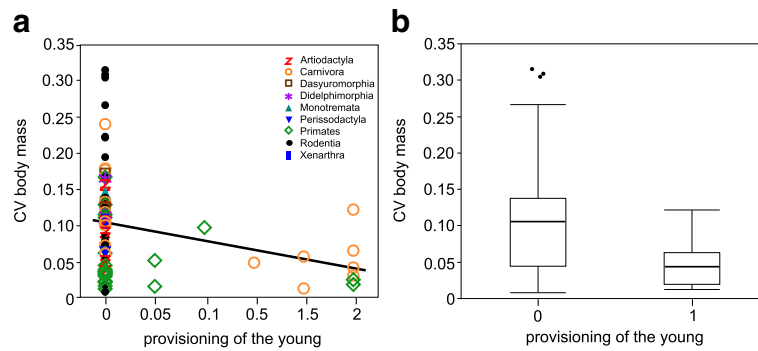 a
0.35
0.30
0.25
0.20
0.15
0.10
0.05
0
CV body mass
Artiodactyla
Carnivora
Dasyuromorphia
Didelphimorphia
Monotremata
Perissodactyla
Primates
Rodentia
Xenarthra
0 0.05 0.1 0.5 1.5 2
provisioning of the young
b
0.35
0.30
0.25
0.20
0.15
0.10
0.05
0
CV body mass
0 1
provisioning of the young